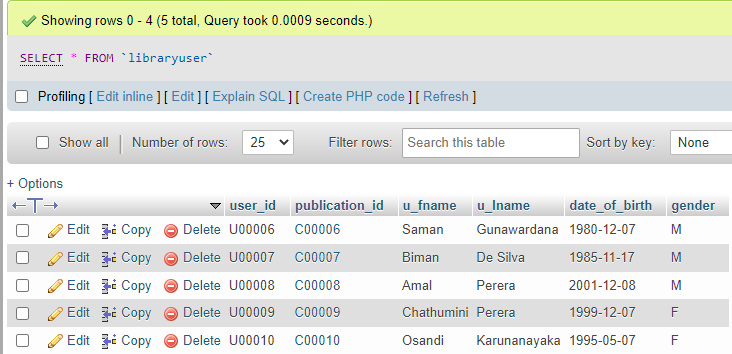 Showing rows 0 - 4 (5 total, Query took 0.0009 seconds.)
SELECT * FROM `libraryuser`
Profiling [ Edit inline ] [ Edit ] [ Explain SQL ] [ Create PHP code ] [ Refresh ]
Show all Number of rows: 25 Filter rows: Search this table Sort by key: None
+ Options
user_id publication_id u_fname u_lname date_of_birth gender
Edit Copy Delete U00006 C00006 Saman Gunawardana 1980-12-07 M
Edit Copy Delete U00007 C00007 Biman De Silva 1985-11-17 M
Edit Copy Delete U00008 C00008 Amal Perera 2001-12-08 M
Edit Copy Delete U00009 C00009 Chathumini Perera 1999-12-07 F
Edit Copy Delete U00010 C00010 Osandi Karunanayaka 1995-05-07 F